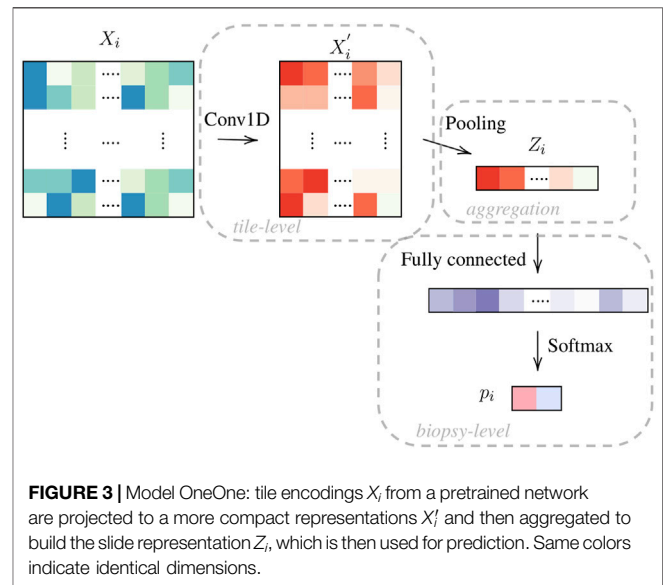 X_i
X_i'
....
....
Conv1D
Pooling
....
....
Z_i
⋮ .... ⋮
⋮ .... ⋮
....
....
....
....
....
tile-level
aggregation
Fully connected
....
Softmax
p_i
biopsy-level
FIGURE 3 | Model OneOne: tile encodings X_i from a pretrained network
are projected to a more compact representations X_i' and then aggregated to
build the slide representation Z_i, which is then used for prediction. Same colors
indicate identical dimensions.